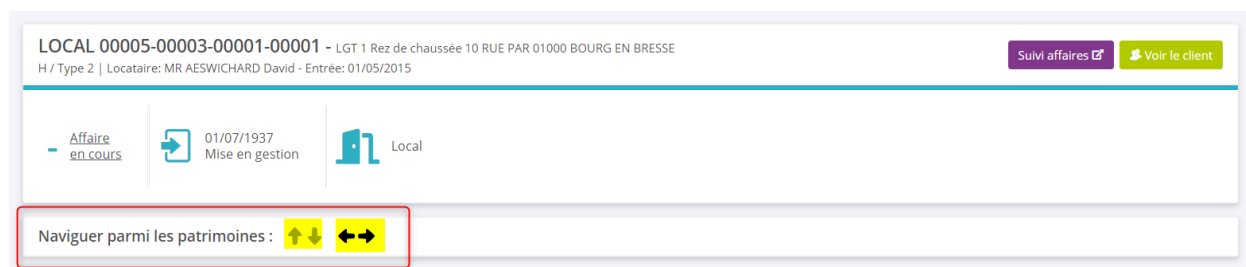 LOCAL 00005-00003-00001-00001 - LGT 1 Rez de chaussée 10 RUE PAR 01000 BOURG EN BRESSE
H / Type 2 | Locataire: MR AESWICHARD David - Entrée: 01/05/2015
Suivi affaires
Voir le client
- Affaire
en cours
01/07/1937
Mise en gestion
Local
Naviguer parmi les patrimoines :